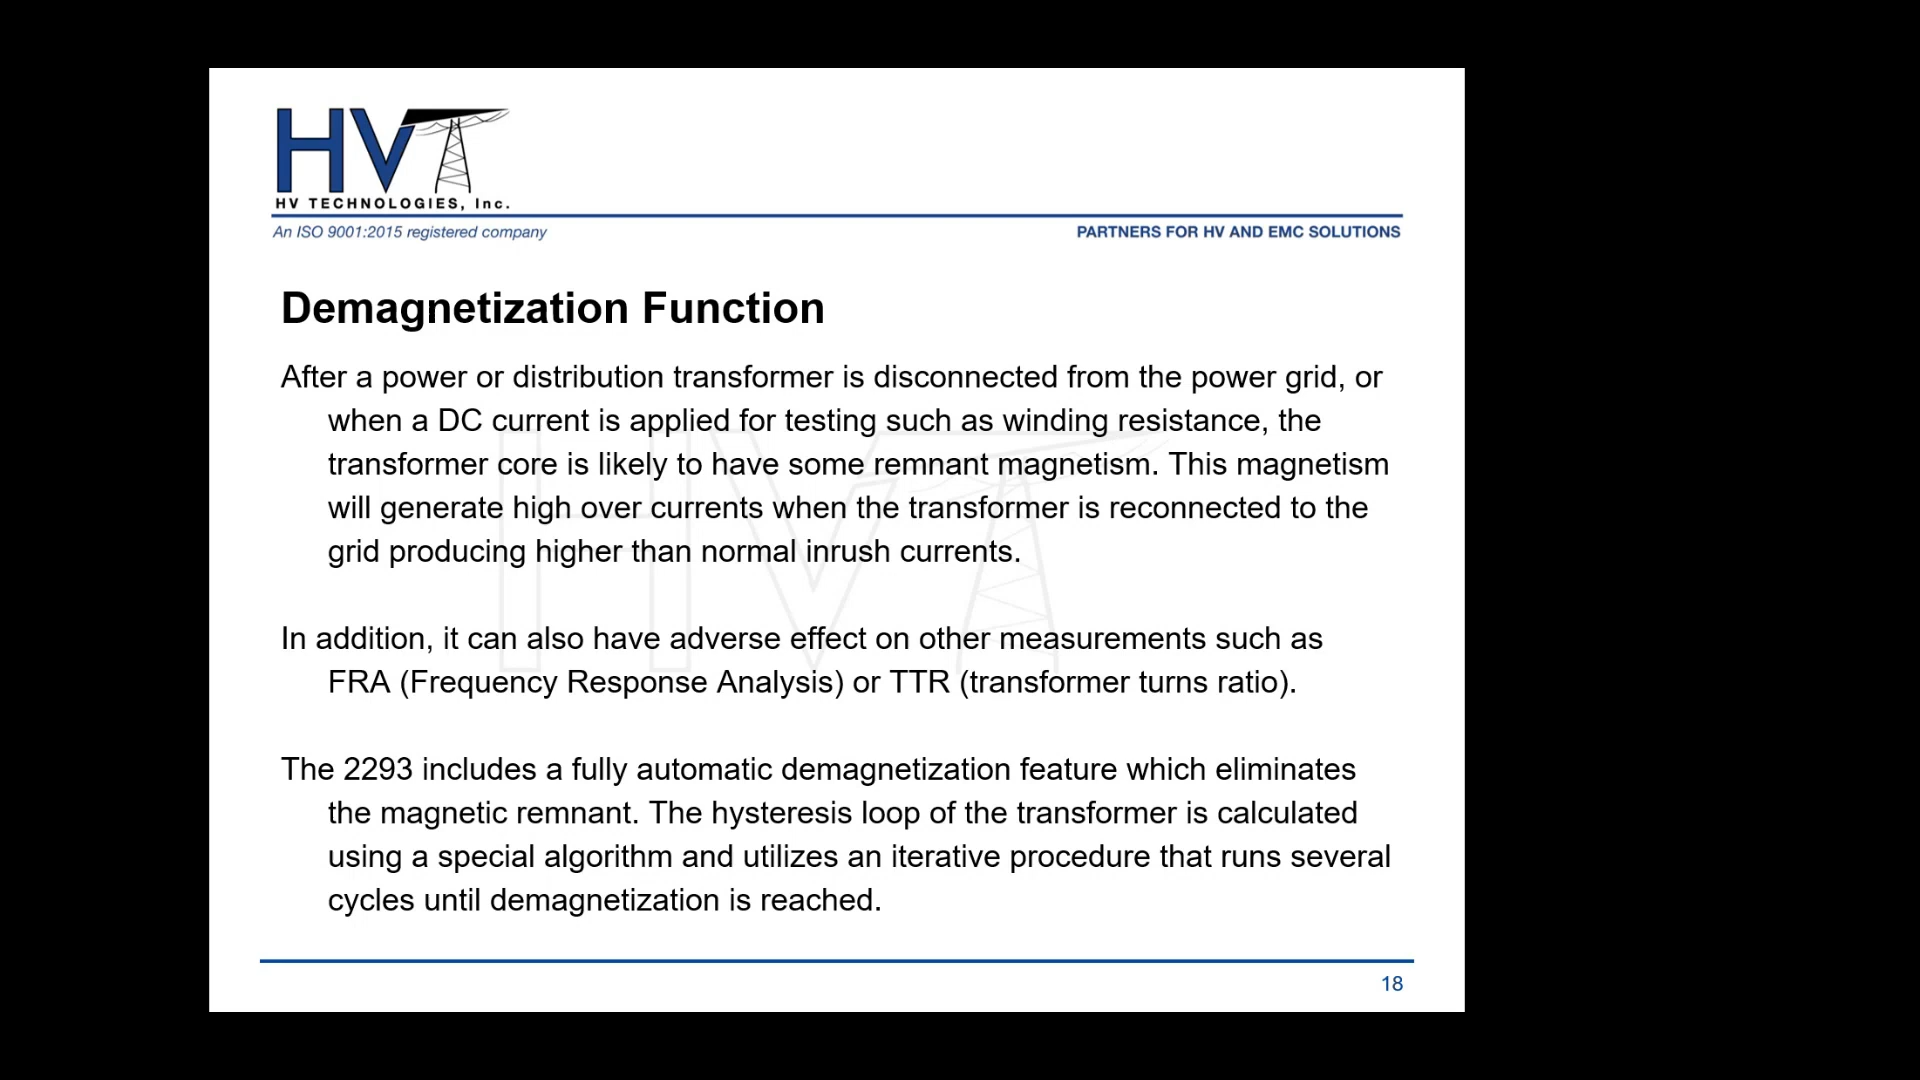 HVT
HV TECHNOLOGIES, Inc.
An ISO 9001:2015 registered company
PARTNERS FOR HV AND EMC SOLUTIONS
Demagnetization Function
After a power or distribution transformer is disconnected from the power grid, or
when a DC current is applied for testing such as winding resistance, the
transformer core is likely to have some remnant magnetism. This magnetism
will generate high over currents when the transformer is reconnected to the
grid producing higher than normal inrush currents.
In addition, it can also have adverse effect on other measurements such as
FRA (Frequency Response Analysis) or TTR (transformer turns ratio).
The 2293 includes a fully automatic demagnetization feature which eliminates
the magnetic remnant. The hysteresis loop of the transformer is calculated
using a special algorithm and utilizes an iterative procedure that runs several
cycles until demagnetization is reached.
18